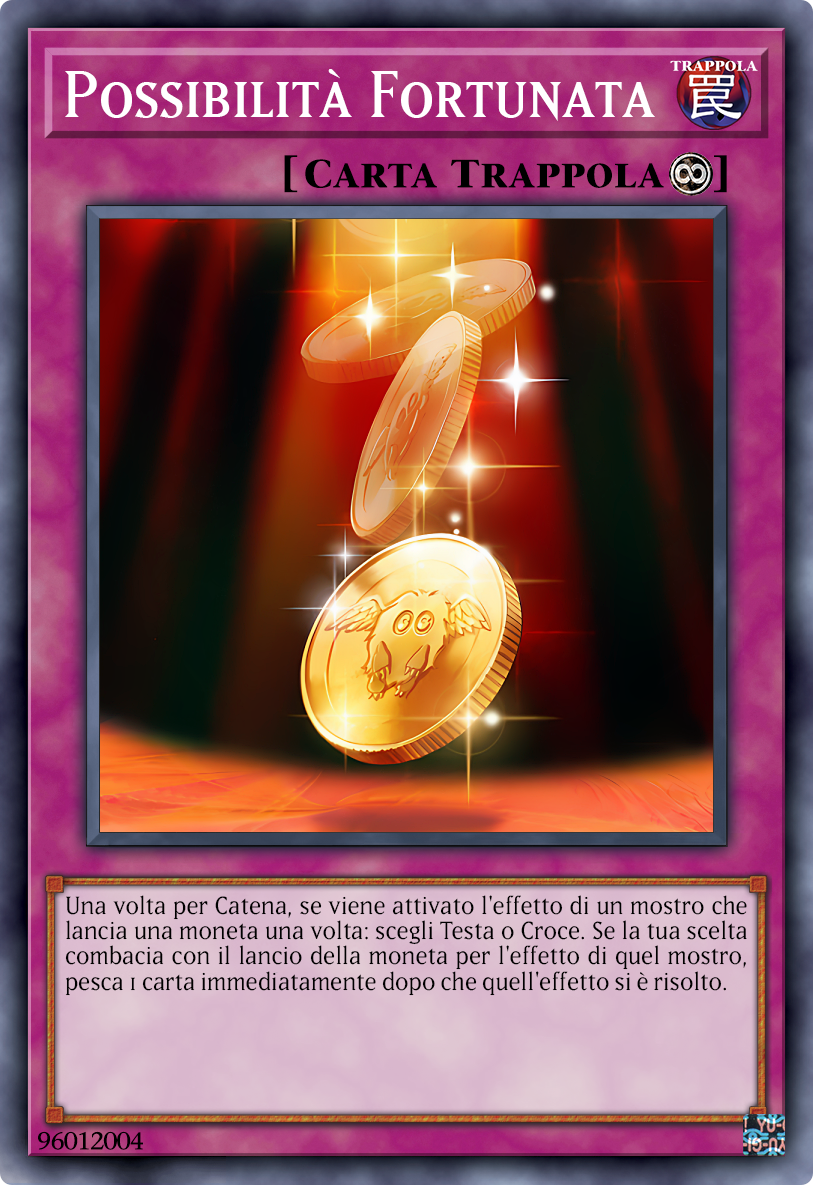 Possibilità Fortunata
TRAPPOLA
罠
[Carta Trappola]
Una volta per Catena, se viene attivato l'effetto di un mostro che
lancia una moneta una volta: scegli Testa o Croce. Se la tua scelta
combacia con il lancio della moneta per l'effetto di quel mostro,
pesca 1 carta immediatamente dopo che quell'effetto si è risolto.
96012004